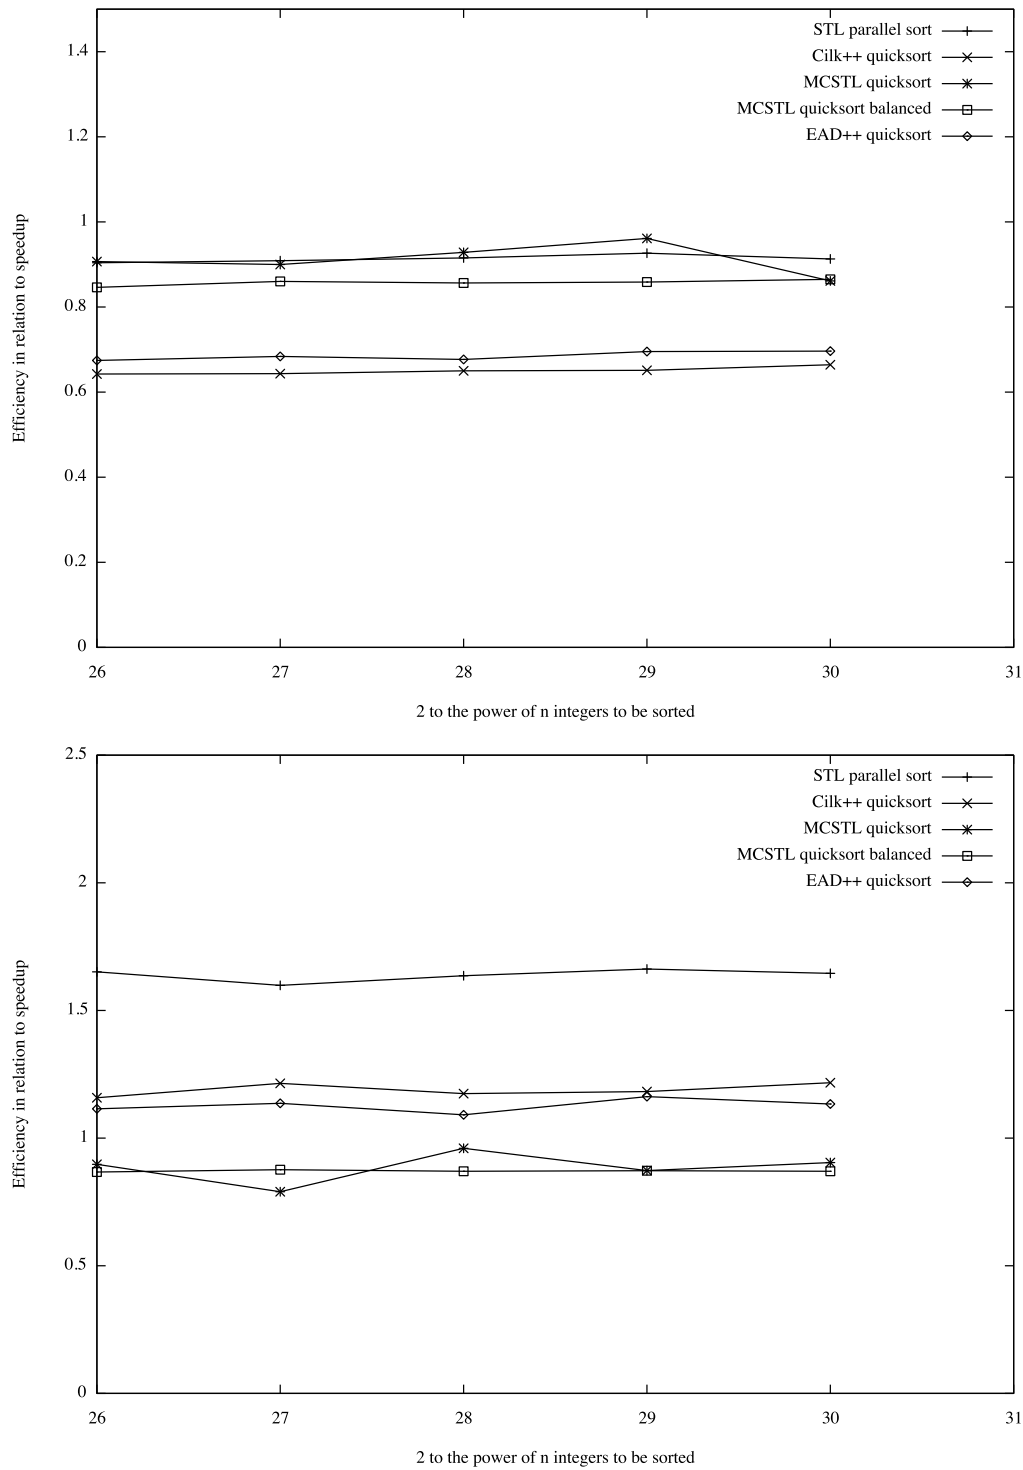 STL parallel sort
Cilk++ quicksort
MCSTL quicksort
MCSTL quicksort balanced
EAD++ quicksort
Efficiency in relation to speedup
1.4
1.2
1
0.8
0.6
0.4
0.2
0
26 27 28 29 30 31
2 to the power of n integers to be sorted
STL parallel sort
Cilk++ quicksort
MCSTL quicksort
MCSTL quicksort balanced
EAD++ quicksort
Efficiency in relation to speedup
2.5
2
1.5
1
0.5
0
26 27 28 29 30 31
2 to the power of n integers to be sorted